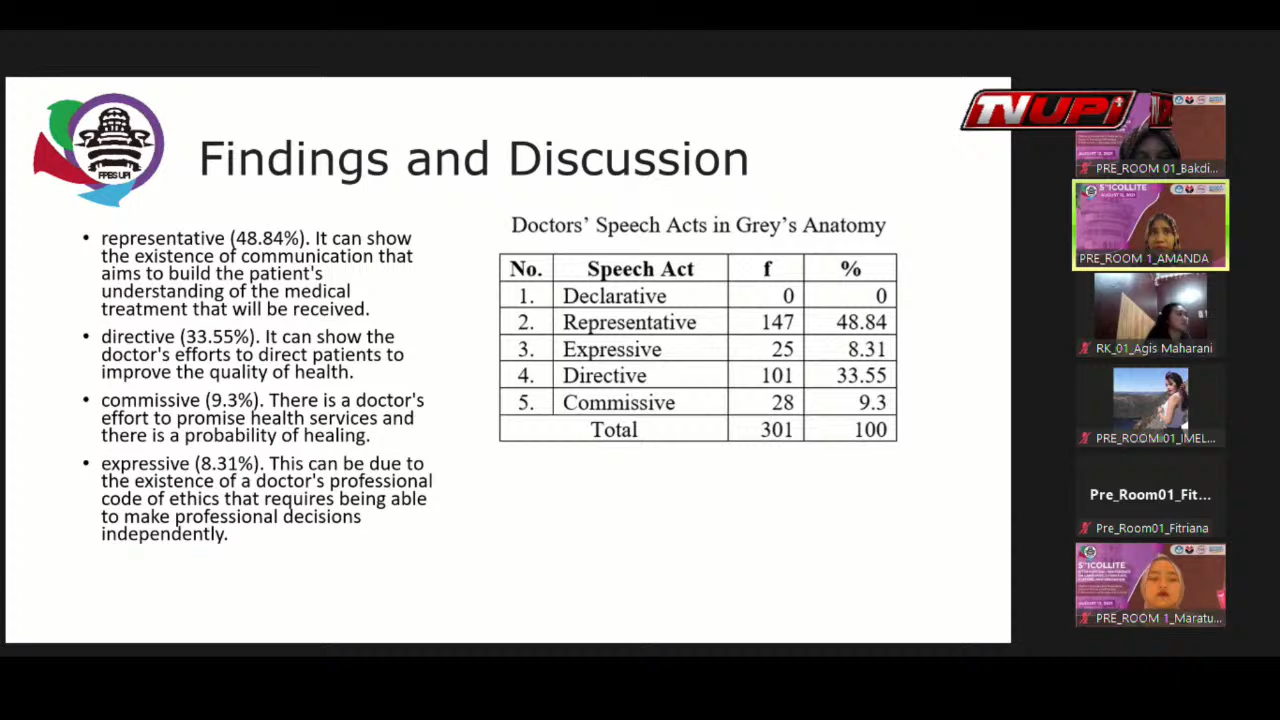 FPBS UPI
Findings and Discussion
• representative (48.84%). It can show
the existence of communication that
aims to build the patient's
understanding of the medical
treatment that will be received.
• directive (33.55%). It can show the
doctor's efforts to direct patients to
improve the quality of health.
• commissive (9.3%). There is a doctor's
effort to promise health services and
there is a probability of healing.
• expressive (8.31%). This can be due to
the existence of a doctor's professional
code of ethics that requires being able
to make professional decisions
independently.
Doctors' Speech Acts in Grey's Anatomy
No. Speech Act f %
1. Declarative 0 0
2. Representative 147 48.84
3. Expressive 25 8.31
4. Directive 101 33.55
5. Commissive 28 9.3
Total 301 100
TVUPI
PRE_ROOM 01_Bakdi...
5TH ICOLLITE
AUGUST 12, 2021
PRE_ROOM 1_AMANDA
RK_01_Agis Maharani
PRE_ROOM 01_IMEL...
Pre_Room01_Fit...
Pre_Room01_Fitriana
5TH ICOLLITE
PRE_ROOM 1_Maratu...